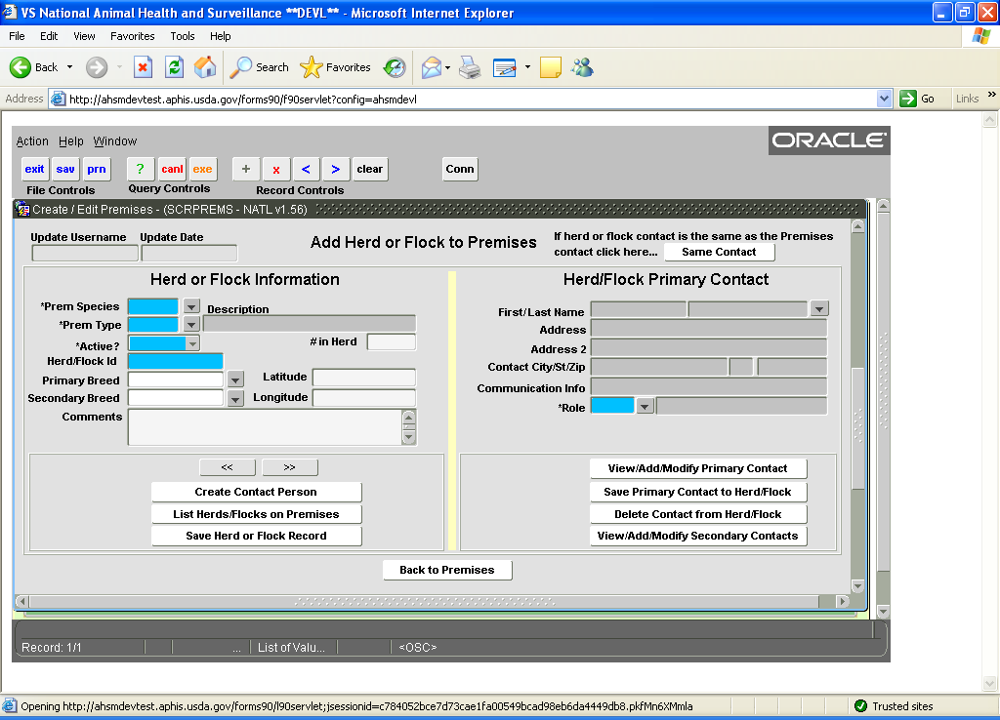 VS National Animal Health and Surveillance **DEVL** - Microsoft Internet Explorer
File Edit View Favorites Tools Help
Back Search Favorites
Address http://ahsmdevtest.aphis.usda.gov/forms90/f90servlet?config=ahsmdevl Go Links »
Action Help Window ORACLE
exit sav prn ? canl exe + x < > clear Conn
File Controls Query Controls Record Controls
Create / Edit Premises - (SCRPREMS - NATL v1.56)
Update Username Update Date
Add Herd or Flock to Premises
If herd or flock contact is the same as the Premises
contact click here... Same Contact
Herd or Flock Information
*Prem Species
Description
*Prem Type
*Active? # in Herd
Herd/Flock Id
Primary Breed Latitude
Secondary Breed Longitude
Comments
<< >>
Create Contact Person
List Herds/Flocks on Premises
Save Herd or Flock Record
Herd/Flock Primary Contact
First/Last Name
Address
Address 2
Contact City/St/Zip
Communication Info
*Role
View/Add/Modify Primary Contact
Save Primary Contact to Herd/Flock
Delete Contact from Herd/Flock
View/Add/Modify Secondary Contacts
Back to Premises
Record: 1/1 ... List of Valu... <OSC>
Opening http://ahsmdevtest.aphis.usda.gov/forms90/l90servlet;jsessionid=c784052bce7d73cae1fa00549bcad98eb6da4449db8.pkfMn6XMmla Trusted sites